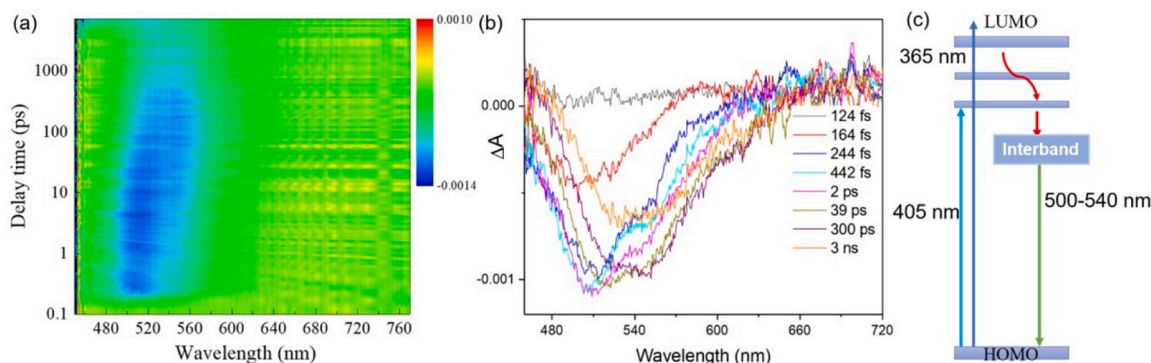 (a)
Delay time (ps)
1000
100
10
1
0.1
480 520 560 600 640 680 720 760
Wavelength (nm)
0.0010
-0.0014
(b)
ΔA
0.000
-0.001
124 fs
164 fs
244 fs
442 fs
2 ps
39 ps
300 ps
3 ns
480 540 600 660 720
Wavelength (nm)
(c)
LUMO
365 nm
Interband
405 nm
500-540 nm
HOMO